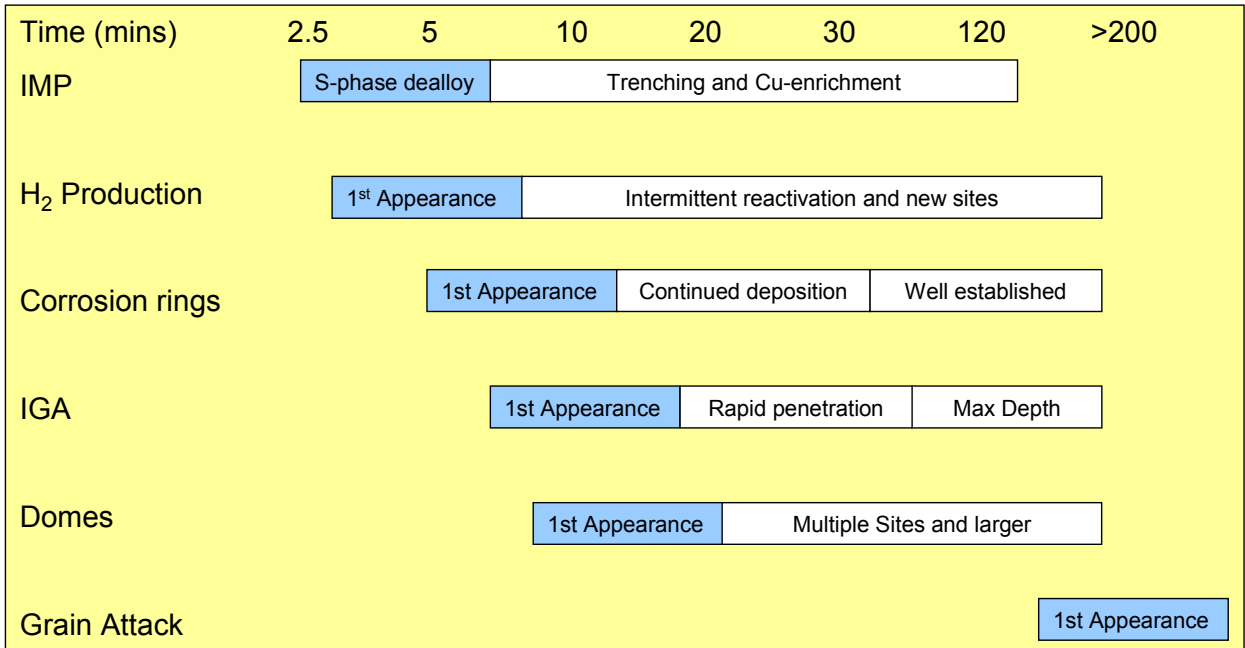 Time (mins) 2.5 5 10 20 30 120 >200
IMP S-phase dealloy Trenching and Cu-enrichment
H₂ Production 1ˢᵗ Appearance Intermittent reactivation and new sites
Corrosion rings 1st Appearance Continued deposition Well established
IGA 1st Appearance Rapid penetration Max Depth
Domes 1st Appearance Multiple Sites and larger
Grain Attack 1st Appearance